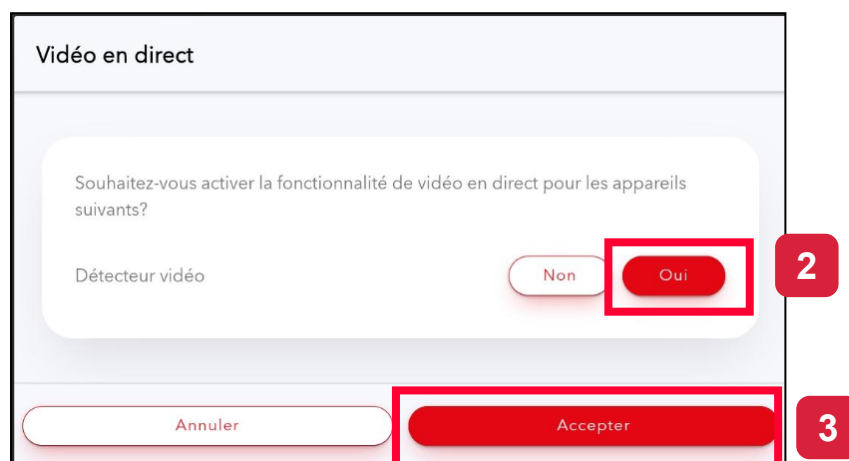 Vidéo en direct
Souhaitez-vous activer la fonctionnalité de vidéo en direct pour les appareils
suivants?
Détecteur vidéo Non Oui 2
Annuler Accepter 3